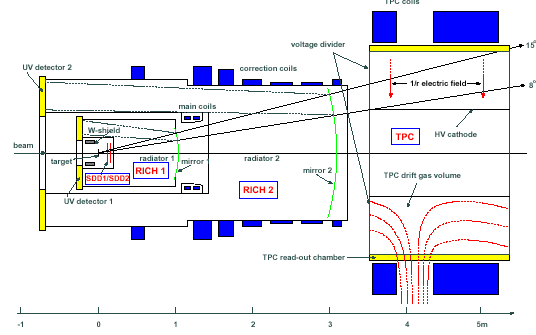 TPC coils
15°
voltage divider
UV detector 2
correction coils
1/r electric field
8°
main coils
HV cathode
W-shield
TPC
beam
target
radiator 1
radiator 2
mirror
RICH 1
mirror 2
SDD1/SDD2
TPC drift gas volume
RICH 2
UV detector 1
TPC read-out chamber
-1 0 1 2 3 4 5m